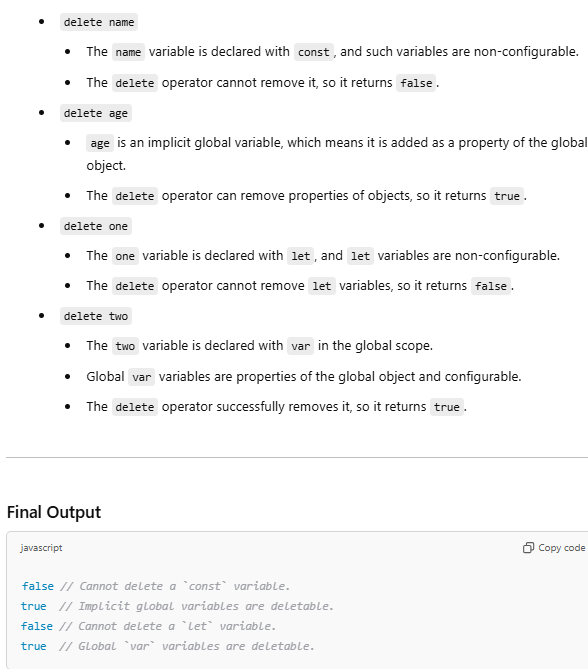 delete name
The name variable is declared with const, and such variables are non-configurable.
The delete operator cannot remove it, so it returns false.
delete age
age is an implicit global variable, which means it is added as a property of the global
object.
The delete operator can remove properties of objects, so it returns true.
delete one
The one variable is declared with let, and let variables are non-configurable.
The delete operator cannot remove let variables, so it returns false.
delete two
The two variable is declared with var in the global scope.
Global var variables are properties of the global object and configurable.
The delete operator successfully removes it, so it returns true.
Final Output
javascript
Copy code
false // Cannot delete a `const` variable.
true  // Implicit global variables are deletable.
false // Cannot delete a `let` variable.
true  // Global `var` variables are deletable.